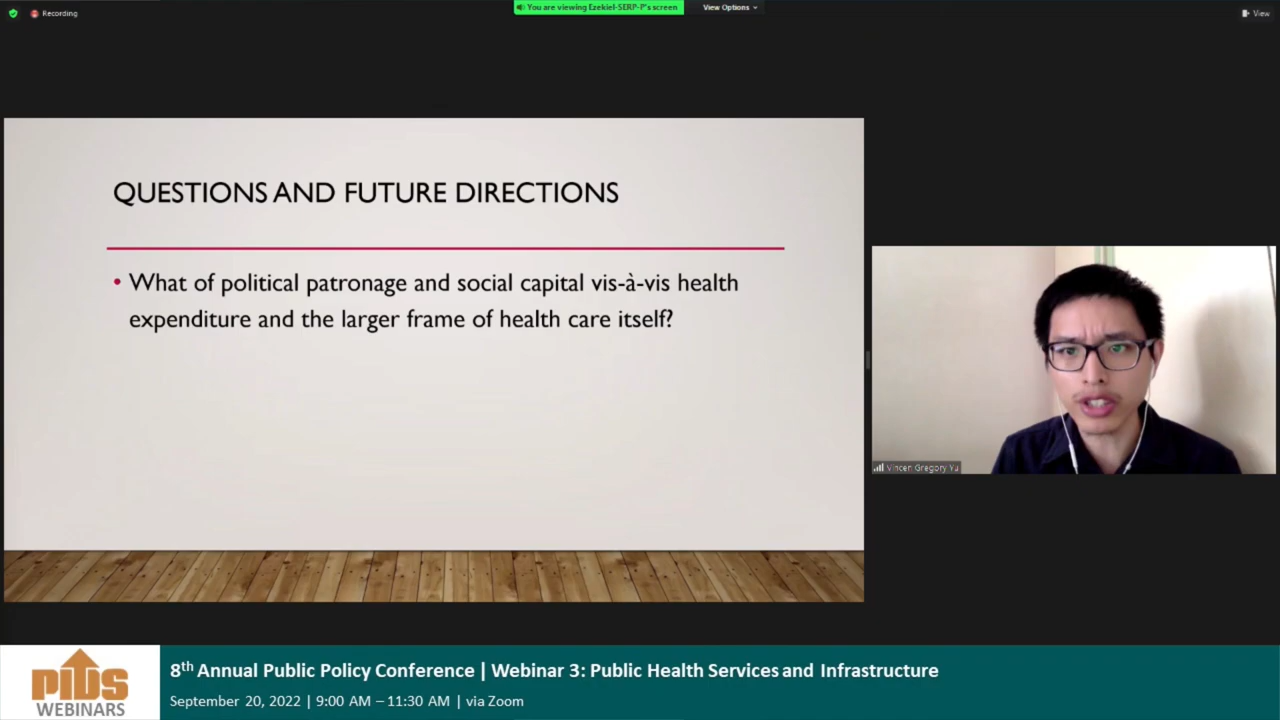 Recording
You are viewing Ezekiel-SERP-P's screen
View Options
View
QUESTIONS AND FUTURE DIRECTIONS
• What of political patronage and social capital vis-à-vis health
expenditure and the larger frame of health care itself?
Vincen Gregory Yu
PIDS
WEBINARS
8th Annual Public Policy Conference | Webinar 3: Public Health Services and Infrastructure
September 20, 2022 | 9:00 AM – 11:30 AM | via Zoom